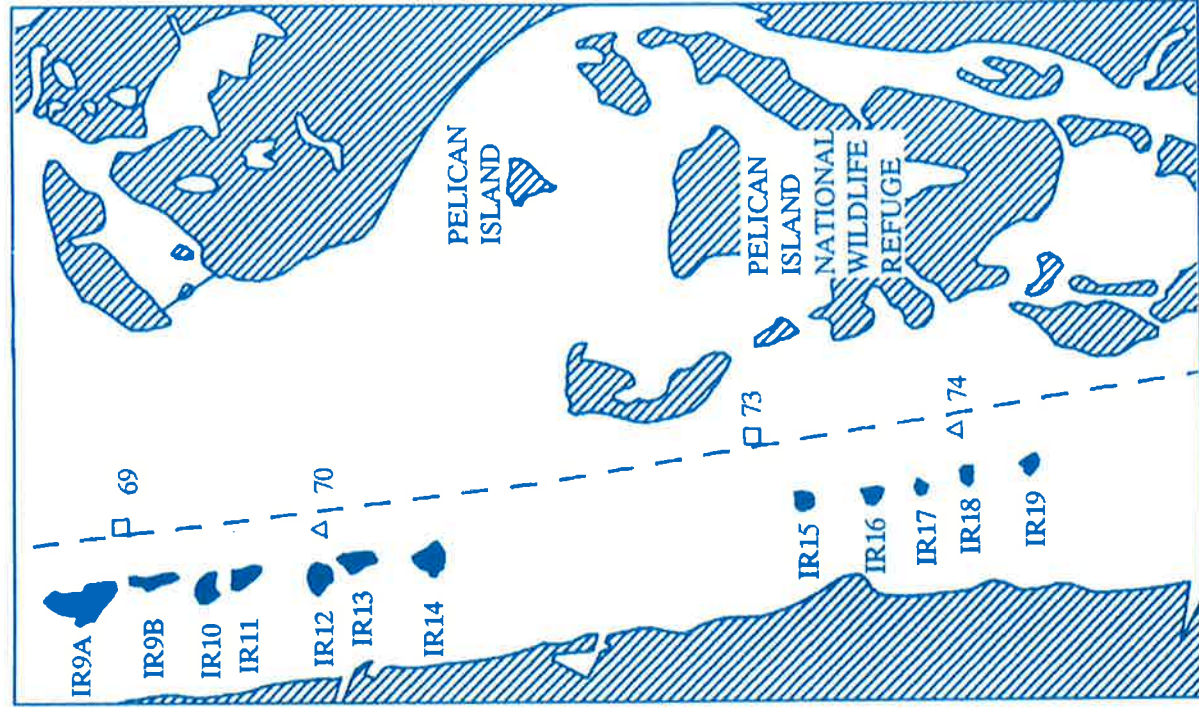 IR9A
IR9B
IR10
IR11
IR12
IR13
IR14
69
70
PELICAN
ISLAND
PELICAN
ISLAND
NATIONAL
WILDLIFE
REFUGE
73
74
IR15
IR16
IR17
IR18
IR19